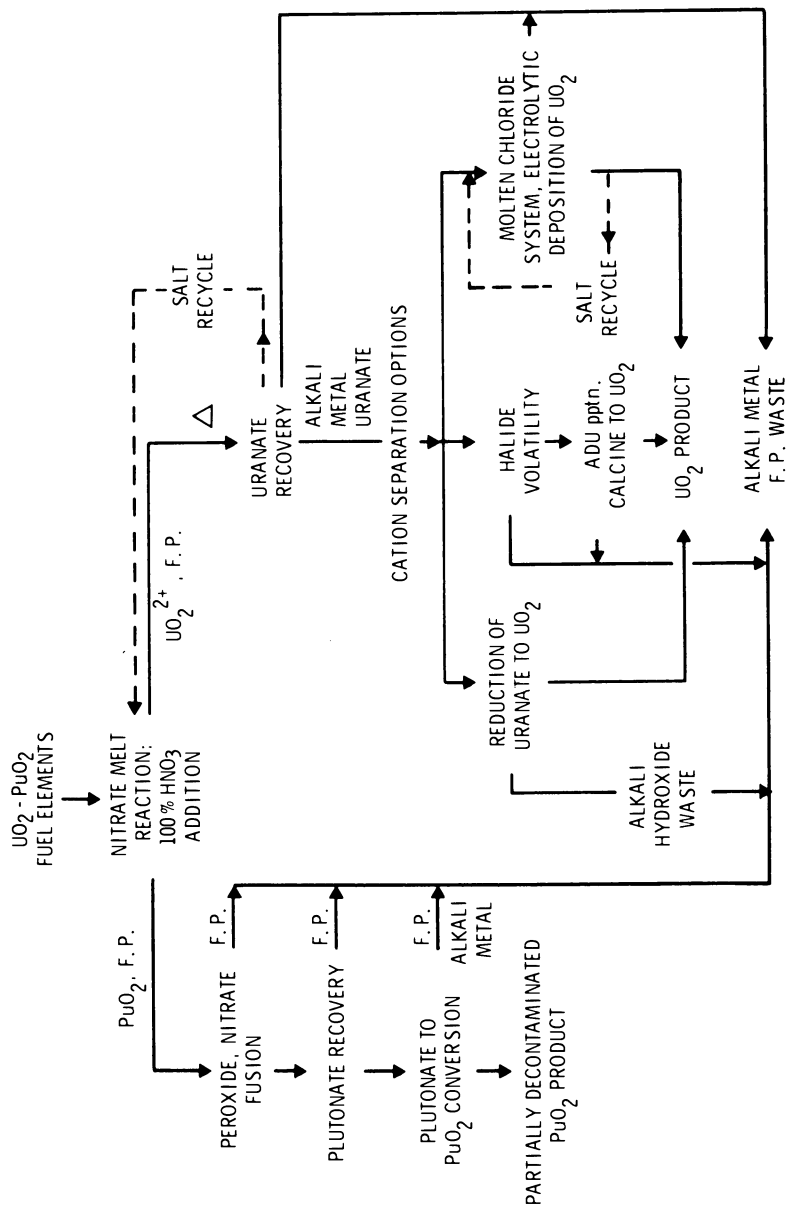 UO2 - PuO2
FUEL ELEMENTS
NITRATE MELT
REACTION;
100% HNO3
ADDITION
PuO2, F.P.
UO2 2+, F.P.
△
SALT
RECYCLE
PEROXIDE, NITRATE
FUSION
F.P.
PLUTONATE RECOVERY
F.P.
PLUTONATE TO
PuO2 CONVERSION
F.P.
ALKALI
METAL
PARTIALLY DECONTAMINATED
PuO2 PRODUCT
URANATE
RECOVERY
ALKALI
METAL
URANATE
CATION SEPARATION OPTIONS
REDUCTION OF
URANATE TO UO2
ALKALI
HYDROXIDE
WASTE
HALIDE
VOLATILITY
ADU pptn.
CALCINE TO UO2
MOLTEN CHLORIDE
SYSTEM, ELECTROLYTIC
DEPOSITION OF UO2
SALT
RECYCLE
UO2 PRODUCT
ALKALI METAL
F.P. WASTE